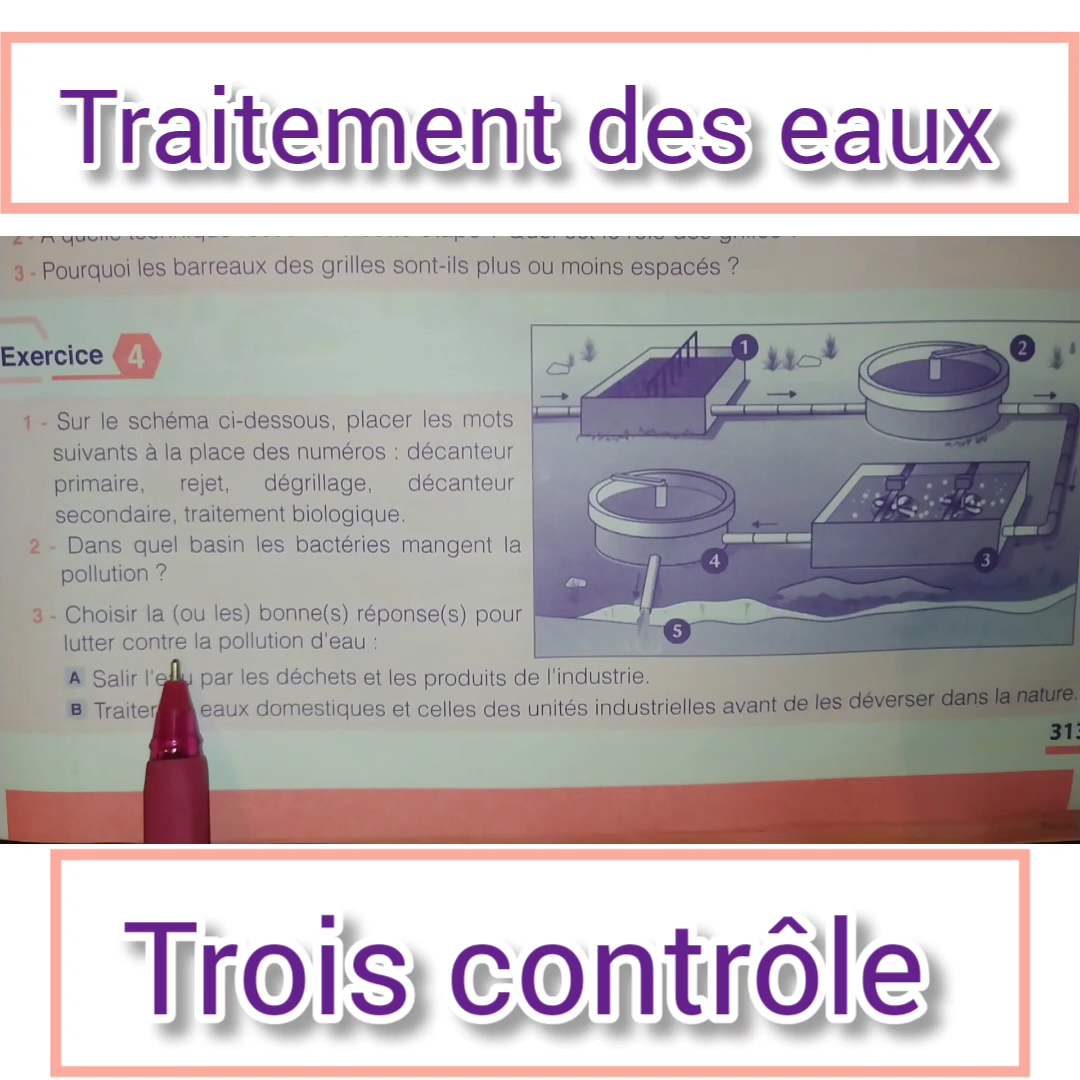 Traitement des eaux
3 - Pourquoi les barreaux des grilles sont-ils plus ou moins espacés ?
Exercice 4
1 - Sur le schéma ci-dessous, placer les mots
suivants à la place des numéros : décanteur
primaire, rejet, dégrillage, décanteur
secondaire, traitement biologique.
2 - Dans quel basin les bactéries mangent la
pollution ?
3 - Choisir la (ou les) bonne(s) réponse(s) pour
lutter contre la pollution d'eau :
A Salir par les déchets et les produits de l'industrie.
B Traiter eaux domestiques et celles des unités industrielles avant de les déverser dans la nature.
1
2
3
4
5
Trois contrôle